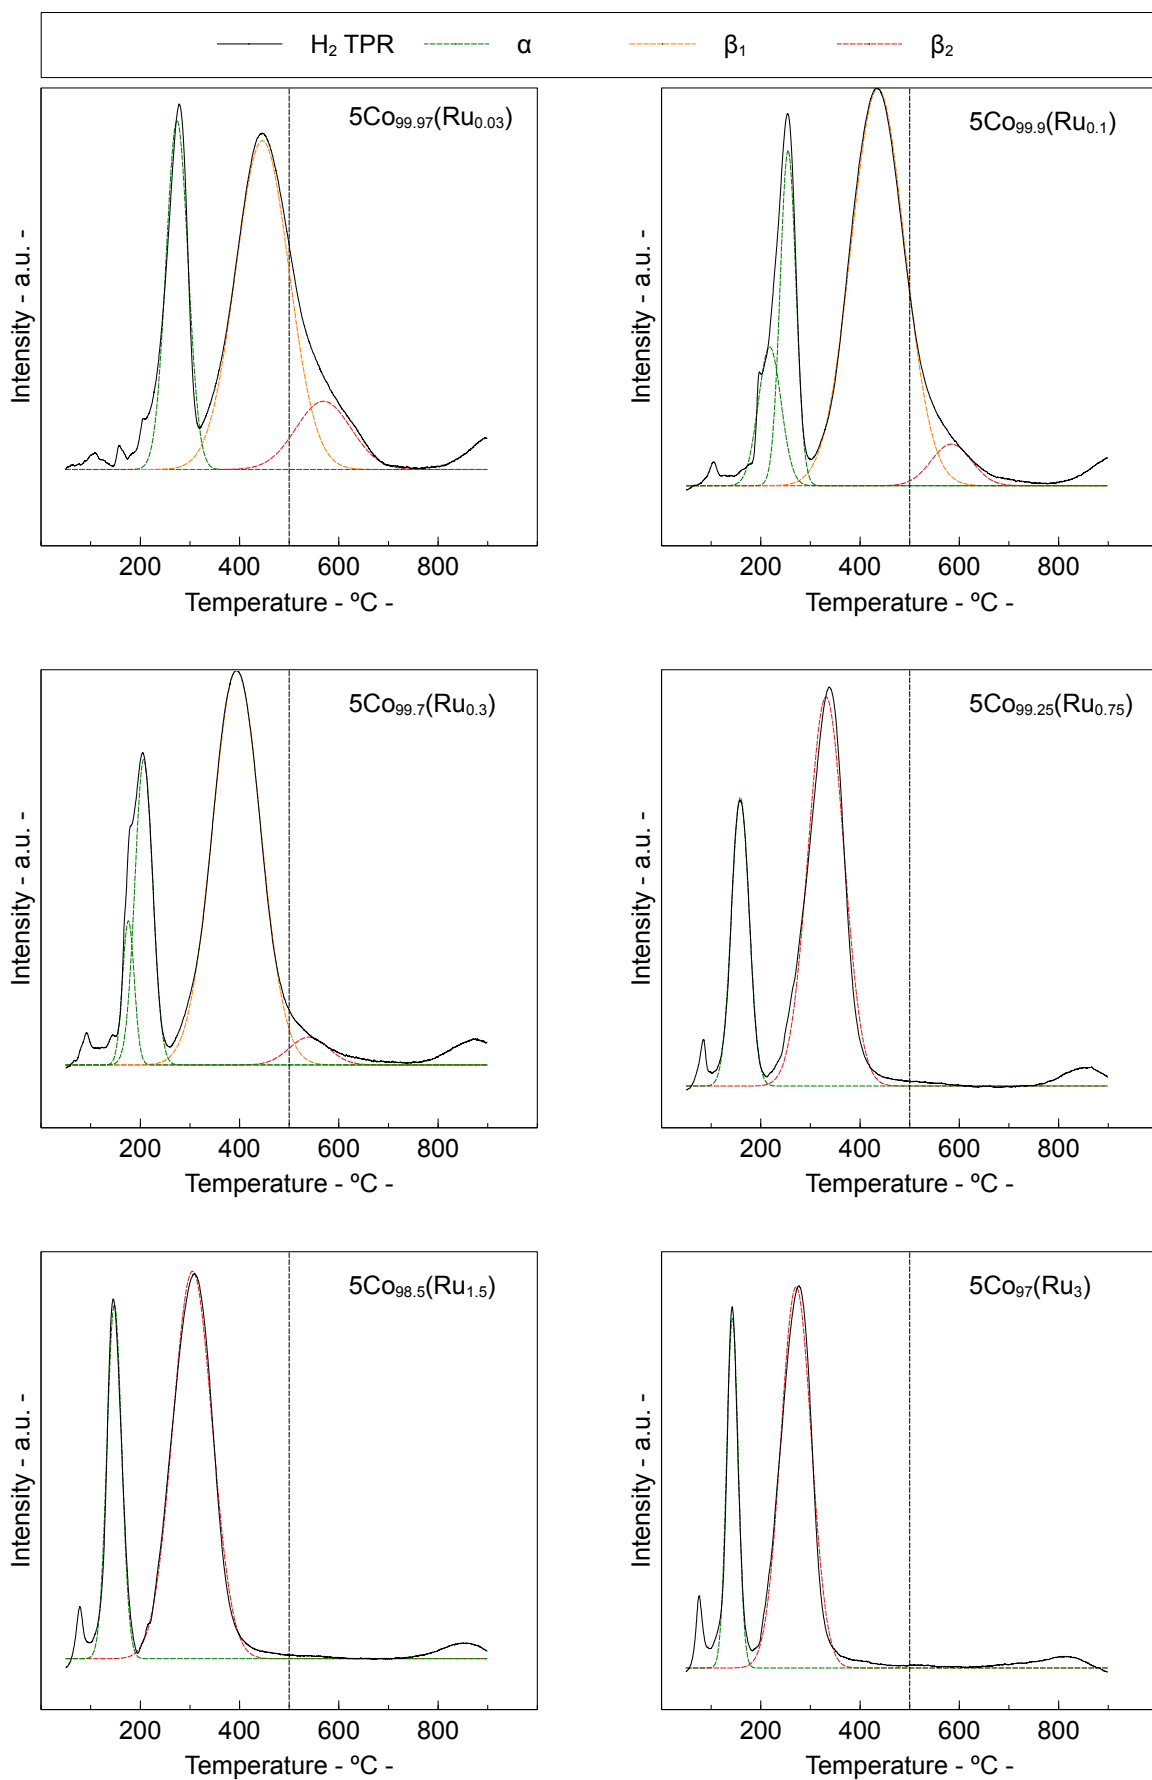 H₂ TPR α β₁ β₂
5Co₉₉.₉₇(Ru₀.₀₃)
Intensity - a.u. -
200 400 600 800
Temperature - ºC -
5Co₉₉.₉(Ru₀.₁)
Intensity - a.u. -
200 400 600 800
Temperature - ºC -
5Co₉₉.₇(Ru₀.₃)
Intensity - a.u. -
200 400 600 800
Temperature - ºC -
5Co₉₉.₂₅(Ru₀.₇₅)
Intensity - a.u. -
200 400 600 800
Temperature - ºC -
5Co₉₈.₅(Ru₁.₅)
Intensity - a.u. -
200 400 600 800
Temperature - ºC -
5Co₉₇(Ru₃)
Intensity - a.u. -
200 400 600 800
Temperature - ºC -